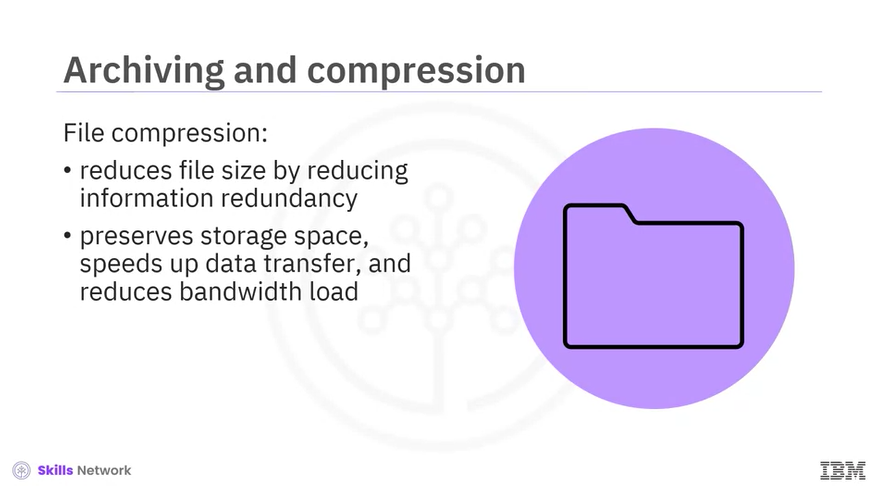 Archiving and compression
File compression:
• reduces file size by reducing
information redundancy
• preserves storage space,
speeds up data transfer, and
reduces bandwidth load
Skills Network
IBM